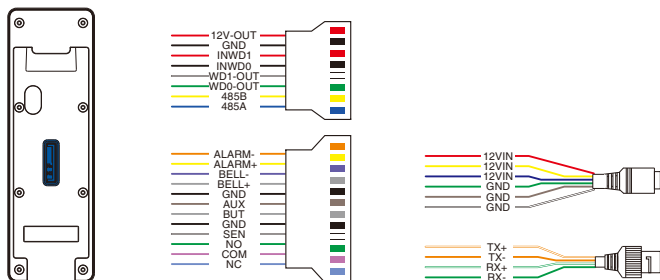 12V-OUT
GND
INWD1
INWD0
WD1-OUT
WD0-OUT
485B
485A
ALARM-
ALARM+
BELL-
BELL+
GND
AUX
BUT
GND
SEN
NO
COM
NC
12VIN
12VIN
12VIN
GND
GND
GND
TX+
TX-
RX+
RX-